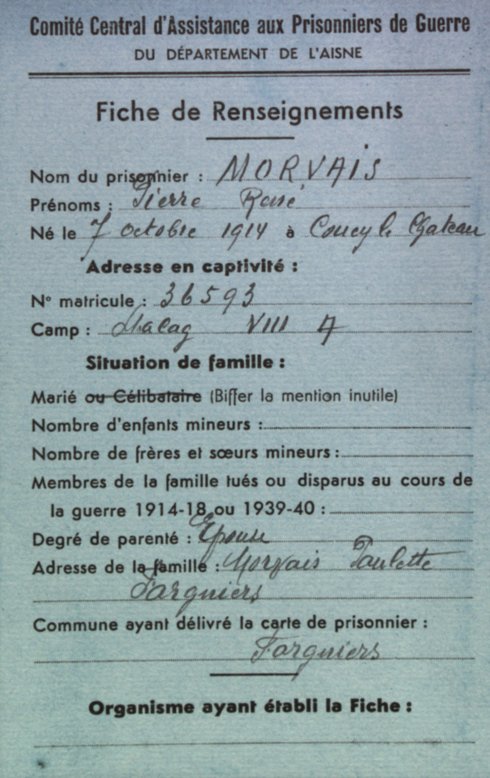 Comité Central d'Assistance aux Prisonniers de Guerre
DU DÉPARTEMENT DE L'AISNE
Fiche de Renseignements
Nom du prisonnier : MORVAIS
Prénoms : Pierre René
Né le 7 octobre 1914 à Coucy le Chateau
Adresse en captivité :
N° matricule : 36593
Camp : Stalag VIII A
Situation de famille :
Marié ou Célibataire (Biffer la mention inutile)
Nombre d'enfants mineurs :
Nombre de frères et sœurs mineurs :
Membres de la famille tués ou disparus au cours de
la guerre 1914-18 ou 1939-40 :
Degré de parenté : Epouse
Adresse de la famille : Morvais Paulette
Fargniers
Commune ayant délivré la carte de prisonnier :
Fargniers
Organisme ayant établi la Fiche :